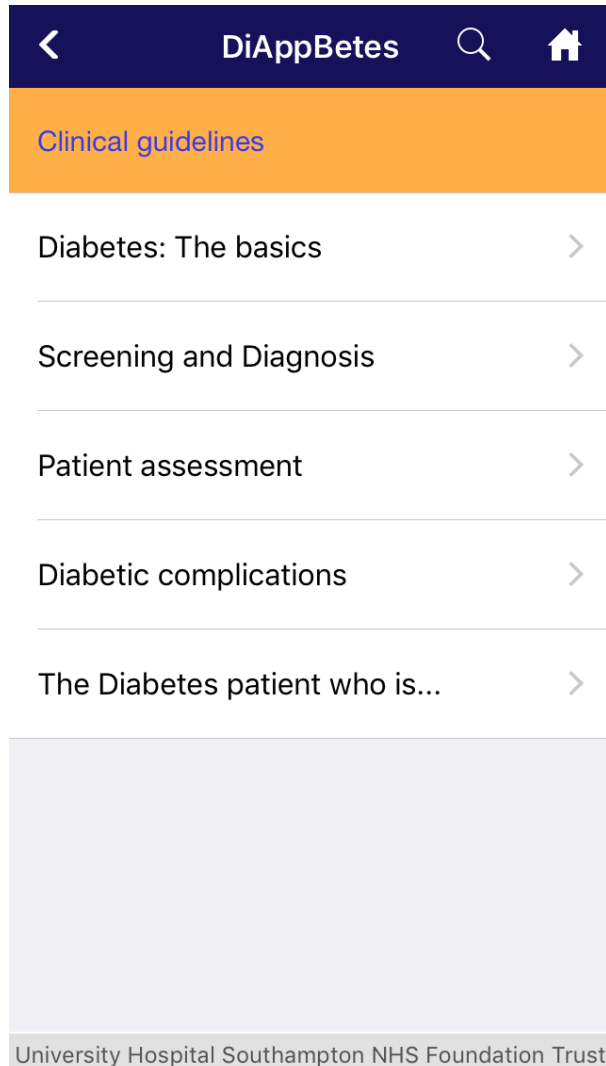 DiAppBetes
Clinical guidelines
Diabetes: The basics
Screening and Diagnosis
Patient assessment
Diabetic complications
The Diabetes patient who is...
University Hospital Southampton NHS Foundation Trust